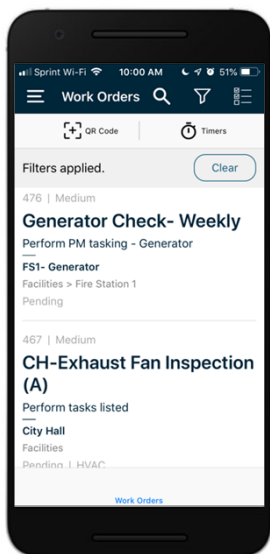 Sprint Wi-Fi 10:00 AM 51%
Work Orders
QR Code Timers
Filters applied. Clear
476 | Medium
Generator Check- Weekly
Perform PM tasking - Generator
FS1- Generator
Facilities > Fire Station 1
Pending
467 | Medium
CH-Exhaust Fan Inspection
(A)
Perform tasks listed
City Hall
Facilities
Pending | HVAC
Work Orders